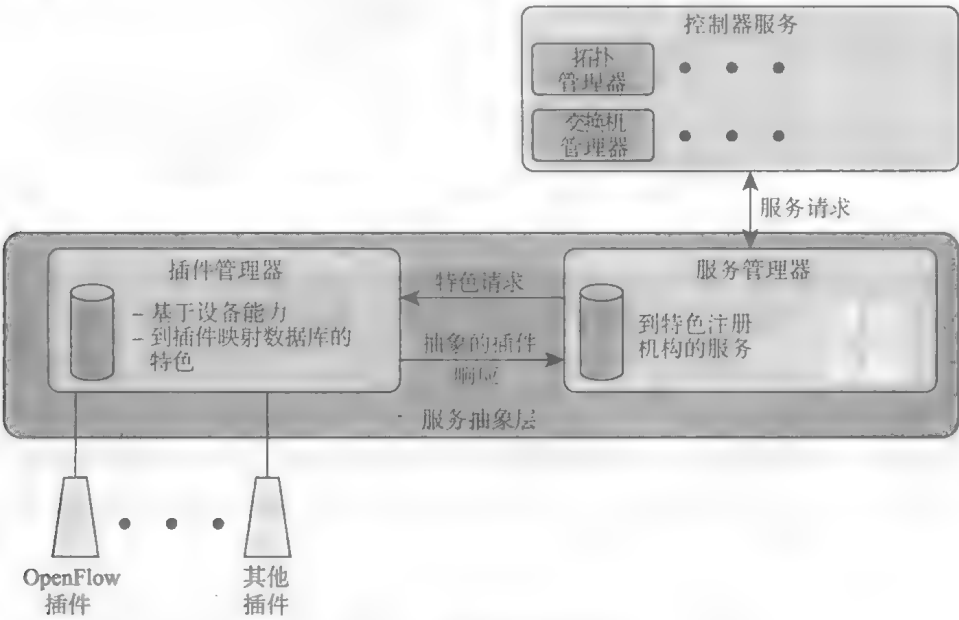 控制器服务
拓扑
管理器
交换机
管理器
服务请求
插件管理器
- 基于设备能力
- 到插件映射数据库的
特色
特色请求
抽象的插件
响应
服务管理器
到特色注册
机构的服务
服务抽象层
OpenFlow
插件
其他
插件